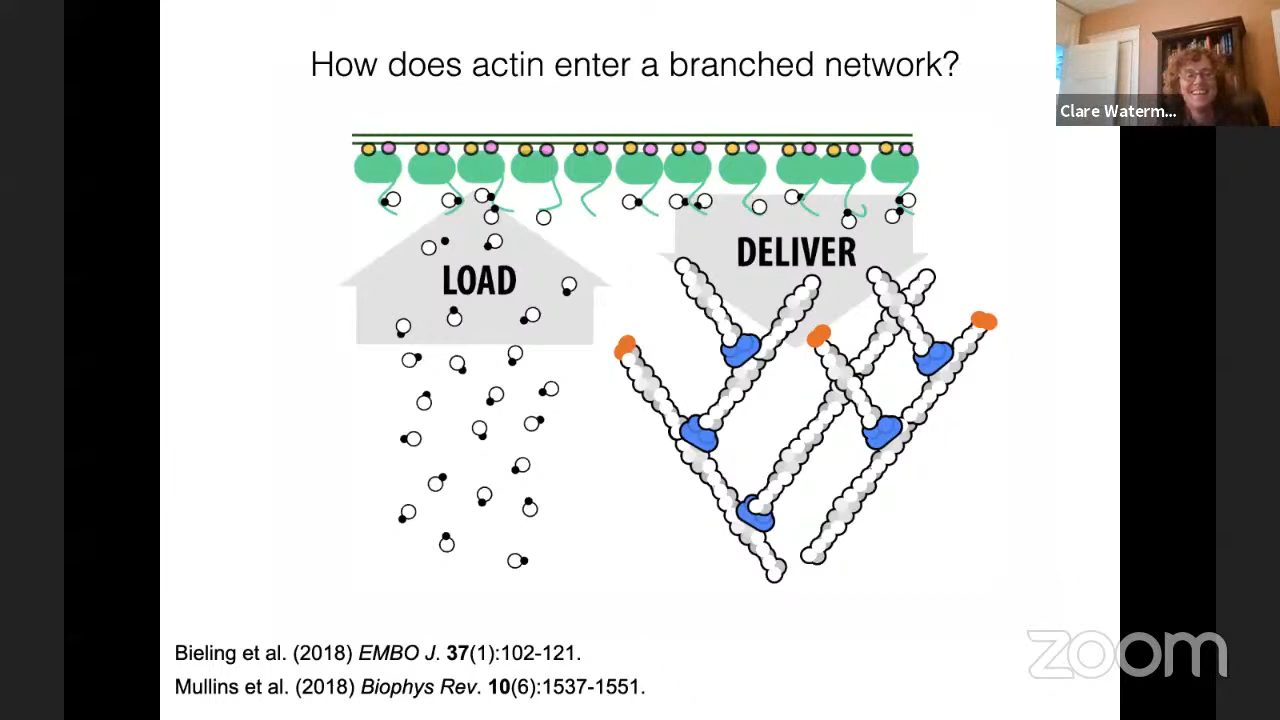 How does actin enter a branched network?
Clare Waterm...
LOAD
DELIVER
Bieling et al. (2018) EMBO J. 37(1):102-121.
Mullins et al. (2018) Biophys Rev. 10(6):1537-1551.
zoom